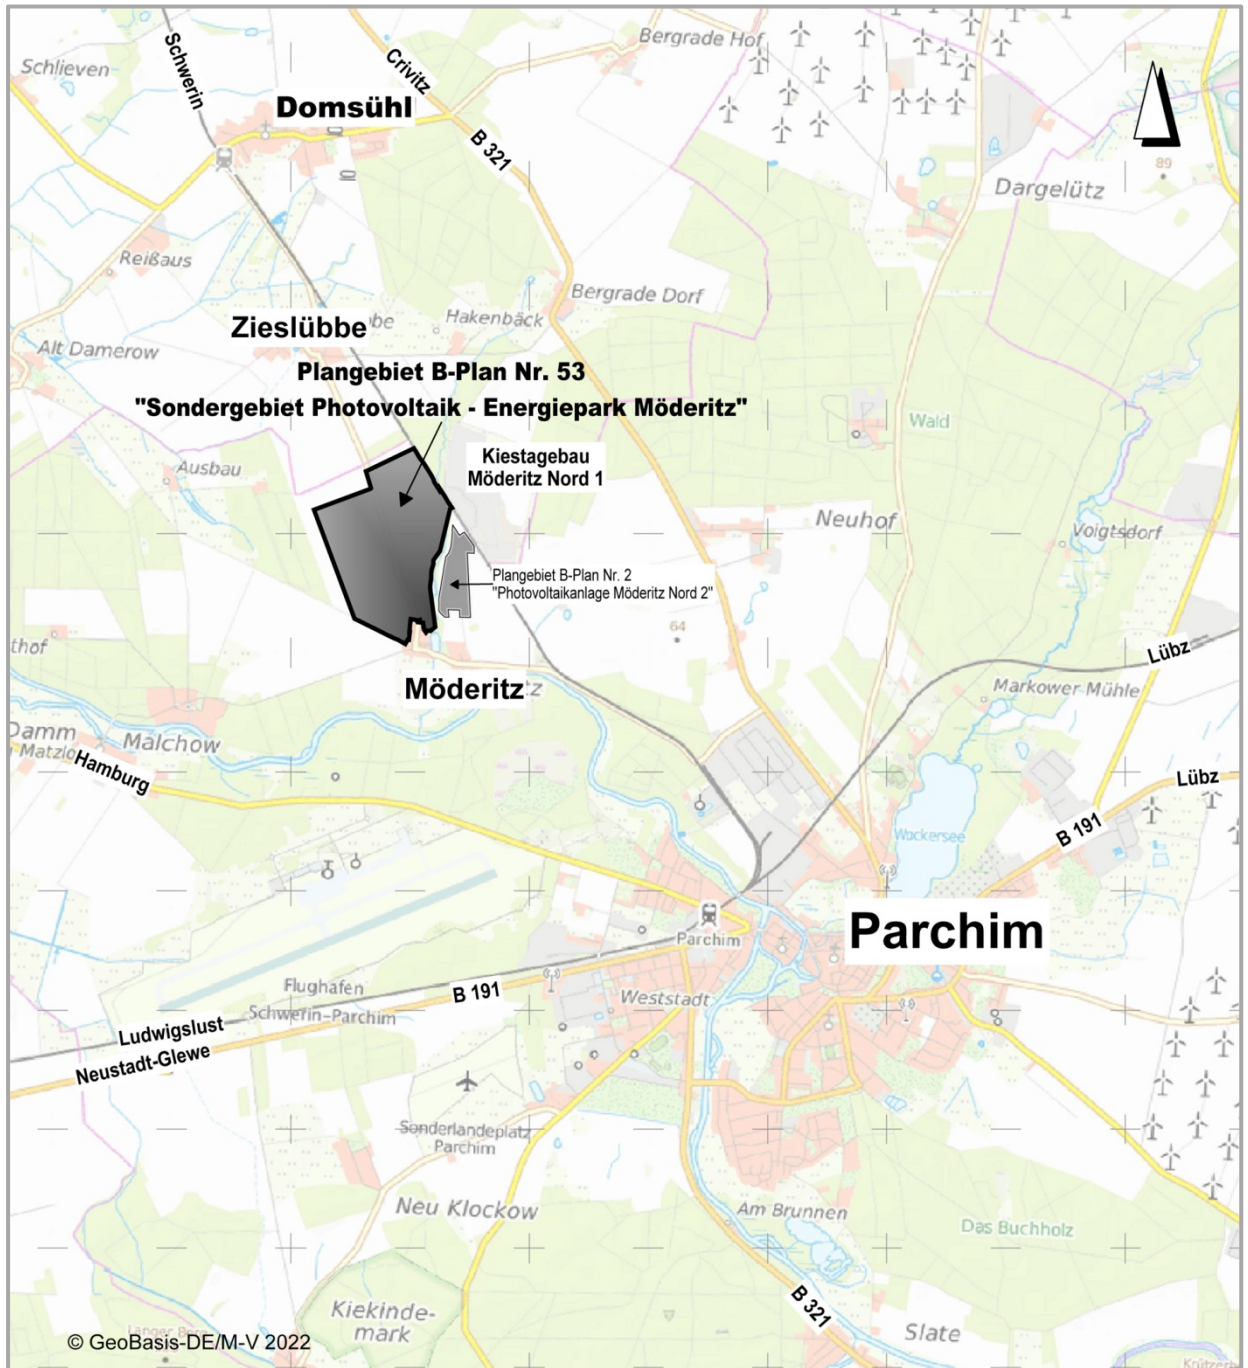 Schwerin
Crivitz
Bergrade Hof
Schlieven
Domsühl
B 321
89
Dargelütz
Reißaus
Bergrade Dorf
Hakenbäck
Zieslübbe
Alt Damerow
Plangebiet B-Plan Nr. 53
"Sondergebiet Photovoltaik - Energiepark Möderitz"
Wald
Kiestagebau
Möderitz Nord 1
Ausbau
Neuhof
Voigtsdorf
Plangebiet B-Plan Nr. 2
"Photovoltaikanlage Möderitz Nord 2"
64
thof
Lübz
Möderitz
Markower Mühle
Damm
Malchow
Matzlo
Hamburg
Lübz
B 191
Wockersee
Parchim
Parchim
Flughafen
Schwerin-Parchim
B 191
Weststadt
Ludwigslust
Neustadt-Glewe
Sonderlandeplatz
Parchim
Neu Klockow
Am Brunnen
Das Buchholz
B 321
Kiekinde-
mark
Slate
© GeoBasis-DE/M-V 2022